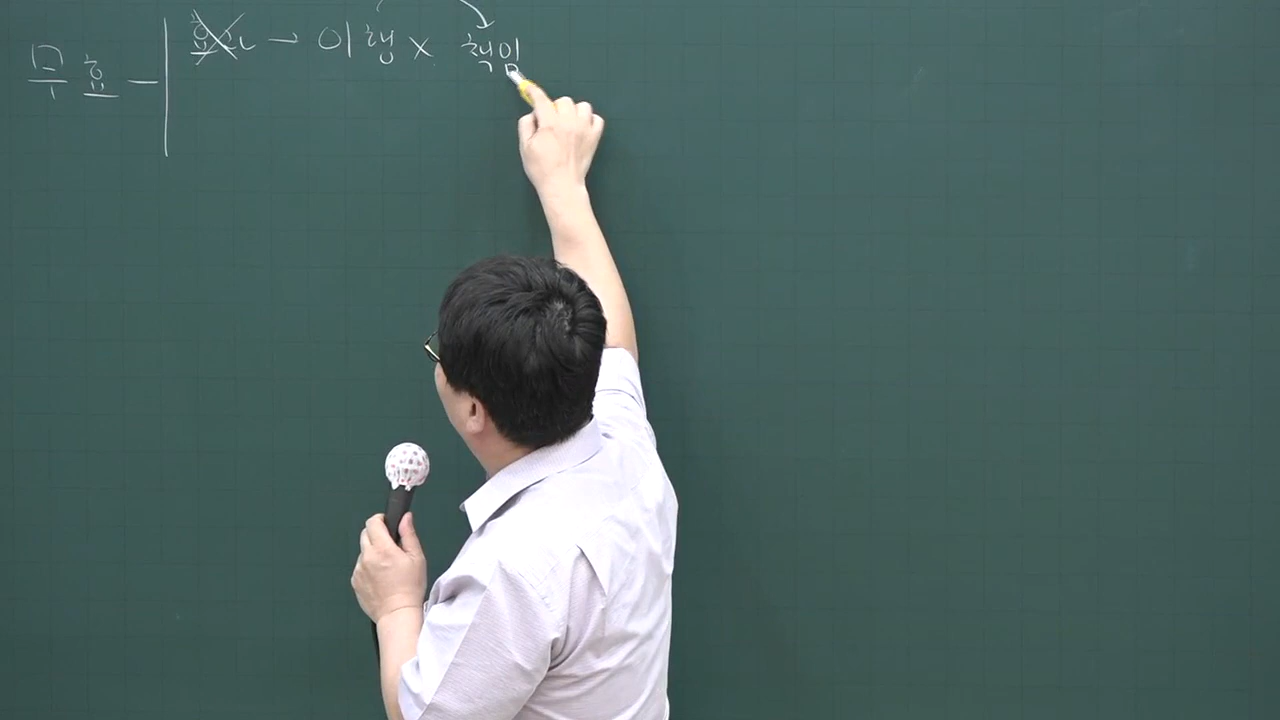 무효 - 효과 → 이행 x 책임